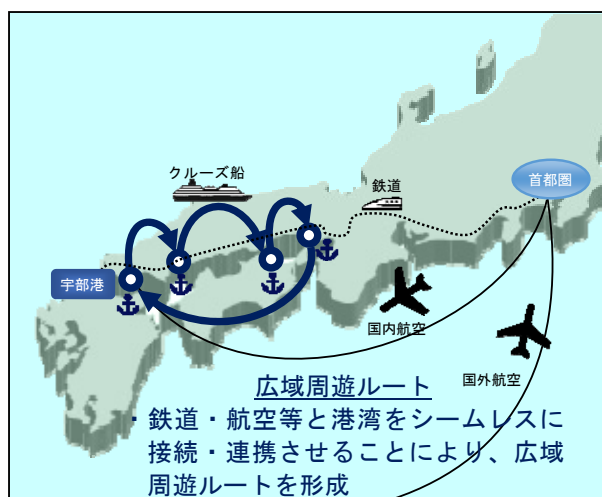 クルーズ船
鉄道
首都圏
宇部港
国内航空
国外航空
広域周遊ルート
・鉄道・航空等と港湾をシームレスに
接続・連携させることにより、広域
周遊ルートを形成